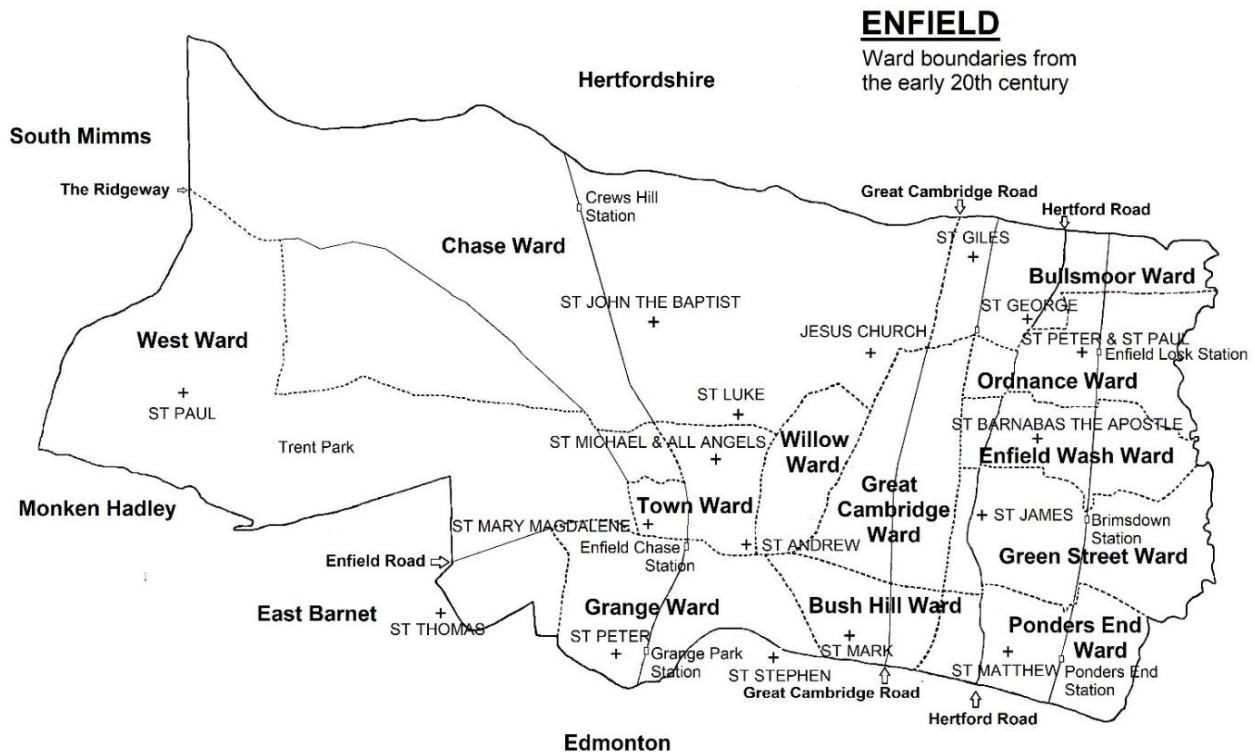 ENFIELD
Ward boundaries from
the early 20th century
Hertfordshire
South Mimms
The Ridgeway
Great Cambridge Road
Hertford Road
Crews Hill
Station
ST GILES
Chase Ward
Bullsmoor Ward
ST JOHN THE BAPTIST
ST GEORGE
West Ward
JESUS CHURCH
ST PETER & ST PAUL
Enfield Lock Station
Ordnance Ward
ST PAUL
ST LUKE
ST BARNABAS THE APOSTLE
Trent Park
ST MICHAEL & ALL ANGELS
Willow
Ward
Enfield Wash Ward
Great
Cambridge
Ward
Monken Hadley
Town Ward
ST MARY MAGDALENE
ST JAMES
Brimsdown
Station
Enfield Chase
Station
ST ANDREW
Green Street Ward
Enfield Road
East Barnet
ST THOMAS
Grange Ward
Bush Hill Ward
Ponders End
Ward
ST PETER
Grange Park
Station
ST MARK
ST STEPHEN
ST MATTHEW
Ponders End
Station
Great Cambridge Road
Hertford Road
Edmonton